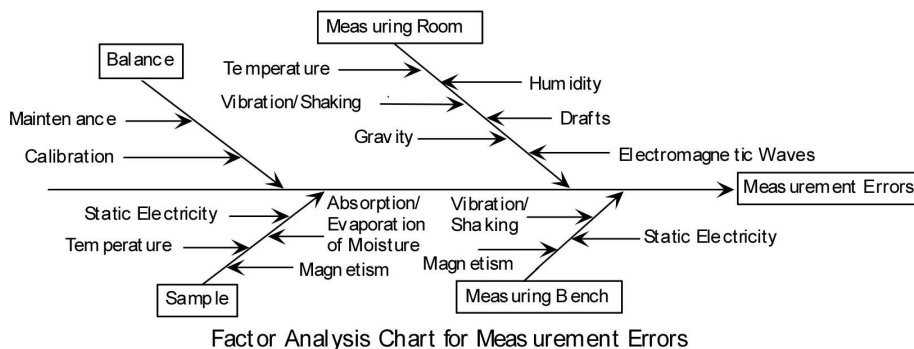 Measuring Room
Balance
Temperature
Humidity
Vibration/Shaking
Drafts
Maintenance
Gravity
Calibration
Electromagnetic Waves
Measurement Errors
Static Electricity
Absorption/
Evaporation
of Moisture
Vibration/
Shaking
Temperature
Static Electricity
Magnetism
Magnetism
Sample
Measuring Bench
Factor Analysis Chart for Measurement Errors